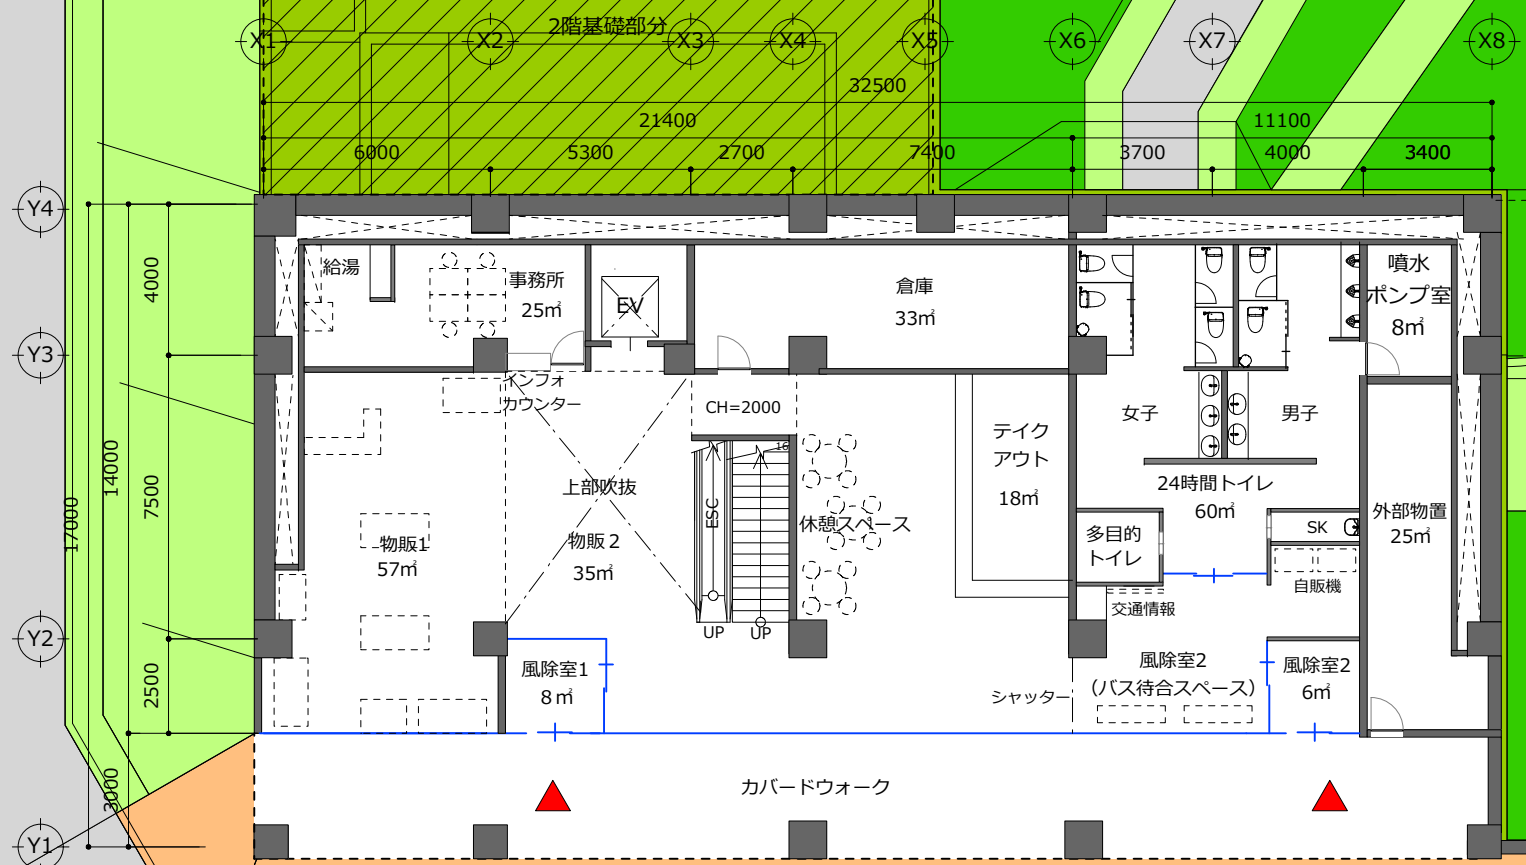 2階基礎部分
X1
X2
X3
X4
X5
X6
X7
X8
32500
21400
11100
6000
5300
2700
7400
3700
4000
3400
Y4
Y3
Y2
Y1
4000
7500
2500
3000
14000
17000
給湯
事務所
25㎡
EV
倉庫
33㎡
噴水
ポンプ室
8㎡
インフォ
カウンター
CH=2000
テイク
アウト
18㎡
女子
男子
24時間トイレ
60㎡
上部吹抜
16
ESC
休憩スペース
物販1
57㎡
物販２
35㎡
多目的
トイレ
SK
外部物置
25㎡
自販機
交通情報
UP
UP
風除室1
8㎡
シャッター
風除室2
（バス待合スペース）
風除室2
6㎡
カバードウォーク